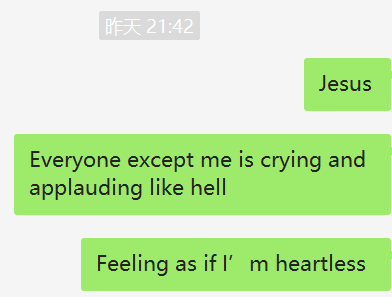 昨天 21:42
Jesus
Everyone except me is crying and
applauding like hell
Feeling as if I’m heartless